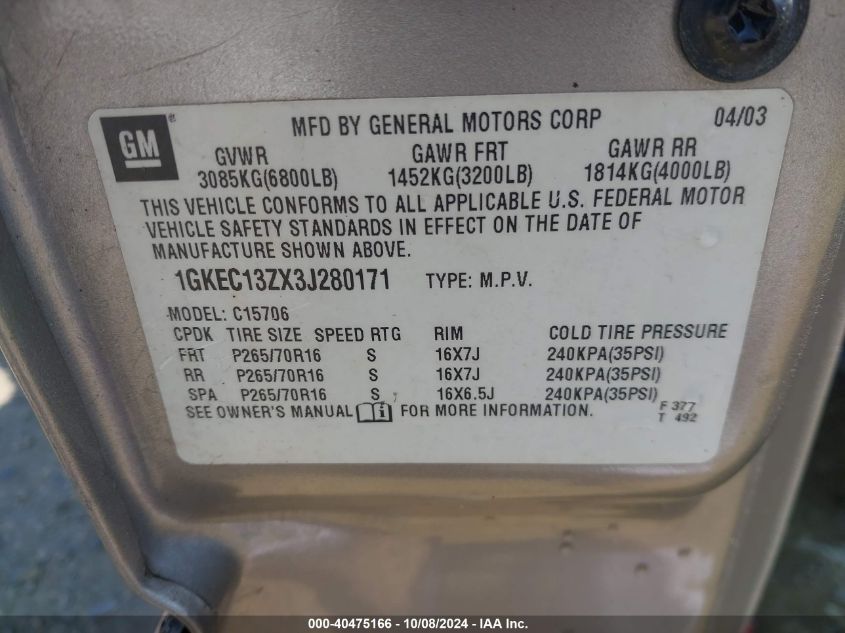 GM
MFD BY GENERAL MOTORS CORP 04/03
GVWR GAWR FRT GAWR RR
3085KG(6800LB) 1452KG(3200LB) 1814KG(4000LB)
THIS VEHICLE CONFORMS TO ALL APPLICABLE U.S. FEDERAL MOTOR
VEHICLE SAFETY STANDARDS IN EFFECT ON THE DATE OF
MANUFACTURE SHOWN ABOVE.
1GKEC13ZX3J280171 TYPE: M.P.V.
MODEL: C15706
CPDK TIRE SIZE SPEED RTG RIM COLD TIRE PRESSURE
FRT P265/70R16 S 16X7J 240KPA(35PSI)
RR P265/70R16 S 16X7J 240KPA(35PSI)
SPA P265/70R16 S 16X6.5J 240KPA(35PSI)
SEE OWNER'S MANUAL FOR MORE INFORMATION.
F 377
T 492
000-40475166 - 10/08/2024 - IAA Inc.